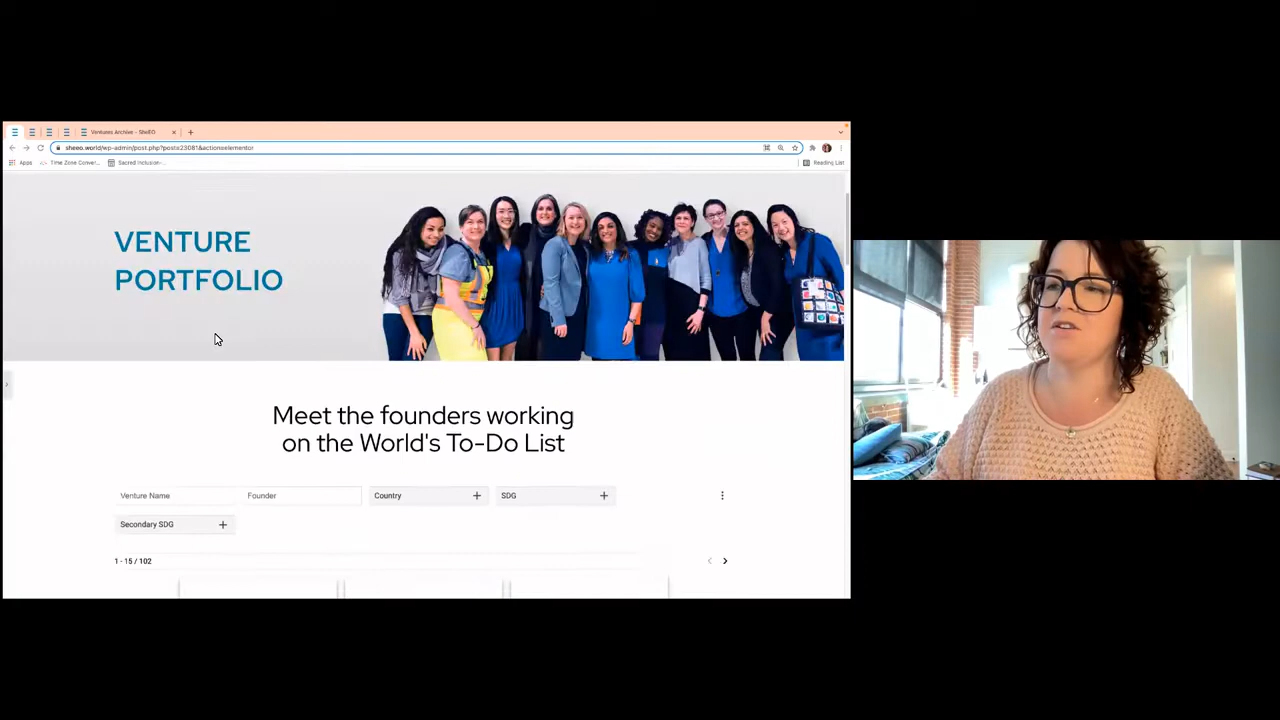 Ventures Archive - SheEO
sheeo.world/wp-admin/post.php?post=23081&action=elementor
Apps
Time Zone Conver...
Sacred Inclusion-...
Reading List
VENTURE
PORTFOLIO
Meet the founders working
on the World's To-Do List
Venture Name
Founder
Country +
SDG +
Secondary SDG +
1 - 15 / 102